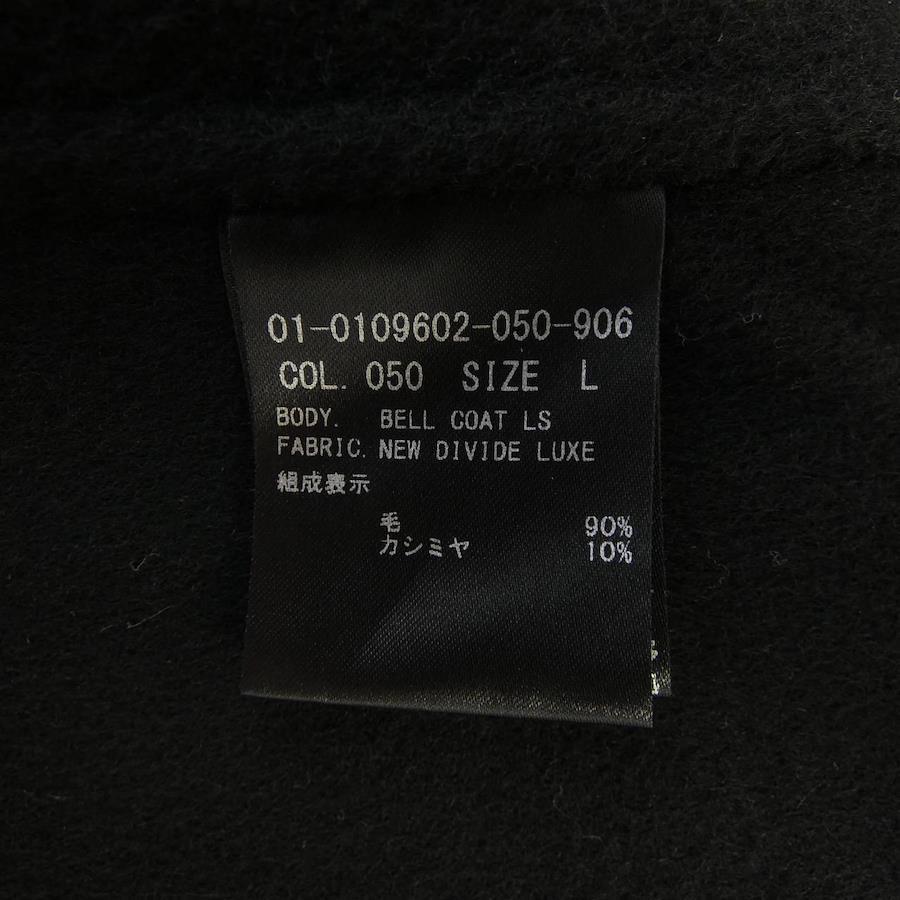 01-0109602-050-906
COL. 050 SIZE L
BODY. BELL COAT LS
FABRIC. NEW DIVIDE LUXE
組成表示
毛 90%
カシミヤ 10%